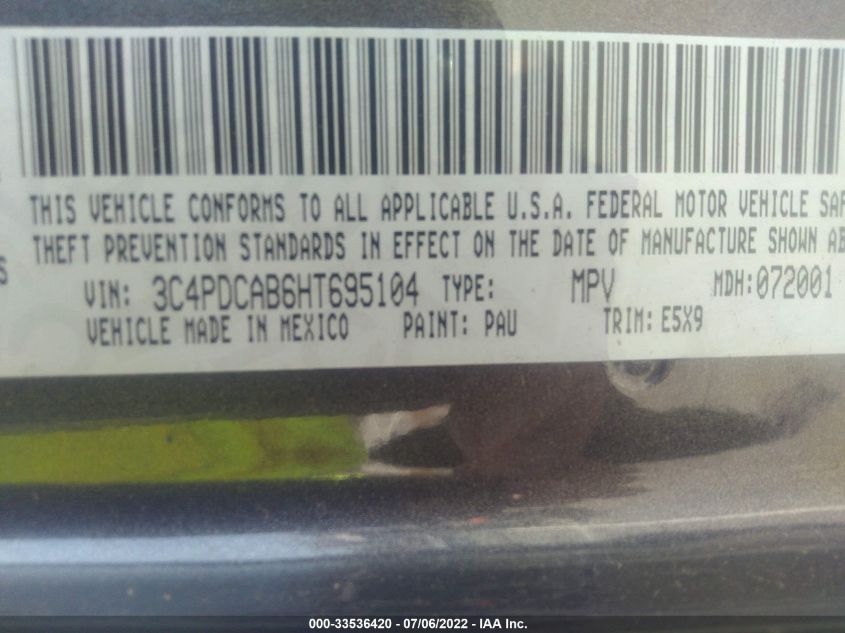 THIS VEHICLE CONFORMS TO ALL APPLICABLE U.S.A. FEDERAL MOTOR VEHICLE SAF
THEFT PREVENTION STANDARDS IN EFFECT ON THE DATE OF MANUFACTURE SHOWN AB
S
VIN: 3C4PDCAB6HT695104 TYPE: MPV MDH:072001
VEHICLE MADE IN MEXICO PAINT: PAU TRIM: E5X9
000-33536420 - 07/06/2022 - IAA Inc.